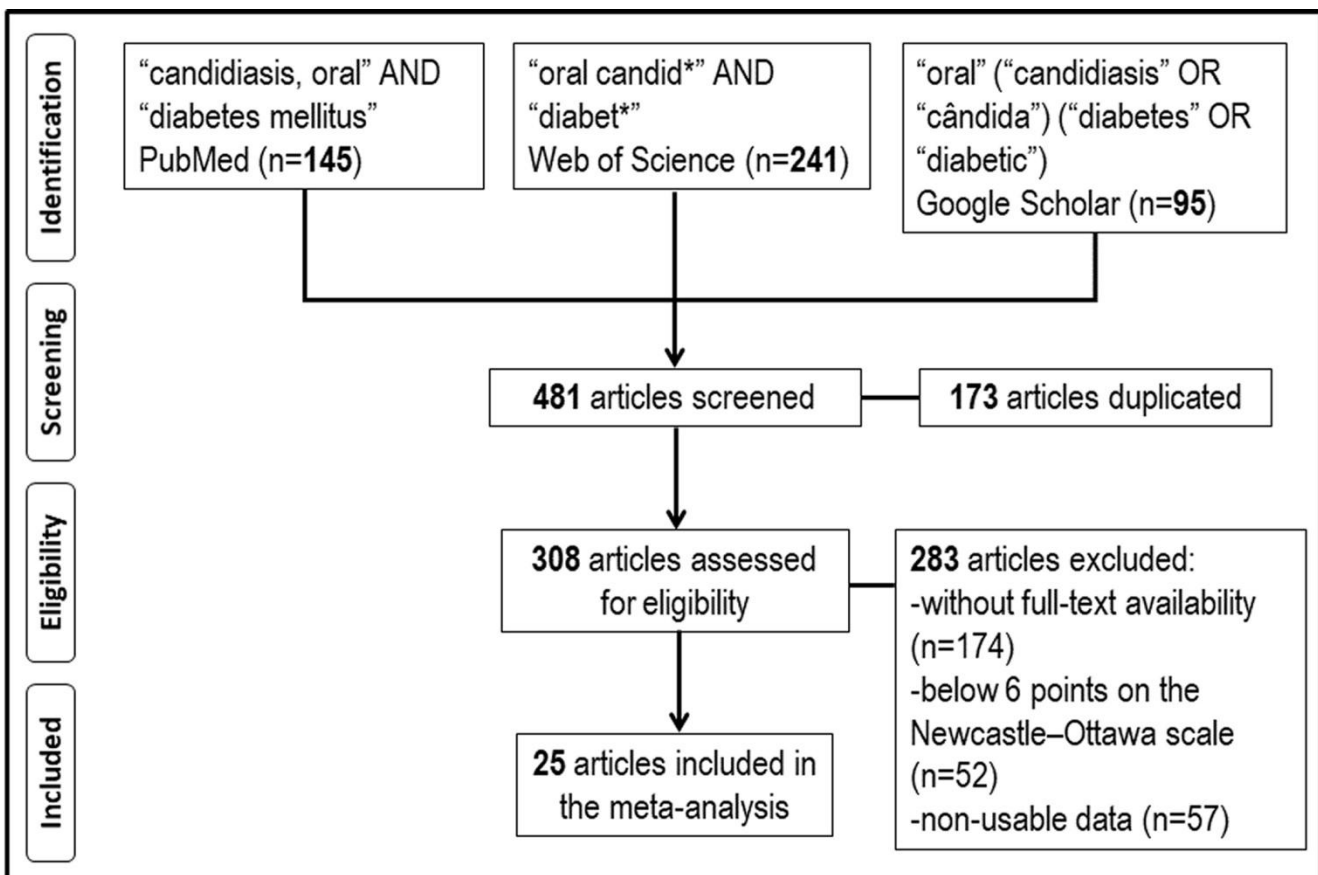 Identification
“candidiasis, oral” AND
“diabetes mellitus”
PubMed (n=145)
“oral candid*” AND
“diabet*”
Web of Science (n=241)
“oral” (“candidiasis” OR
“cândida”) (“diabetes” OR
“diabetic”)
Google Scholar (n=95)
Screening
481 articles screened
173 articles duplicated
Eligibility
308 articles assessed
for eligibility
283 articles excluded:
-without full-text availability
(n=174)
-below 6 points on the
Newcastle–Ottawa scale
(n=52)
-non-usable data (n=57)
Included
25 articles included in
the meta-analysis